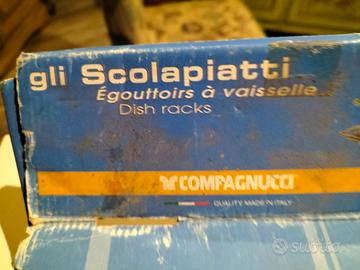 gli Scolapiatti
Égouttoirs à vaisselle
Dish racks
COMPAGNUCCI
QUALITY MADE IN ITALY
subito